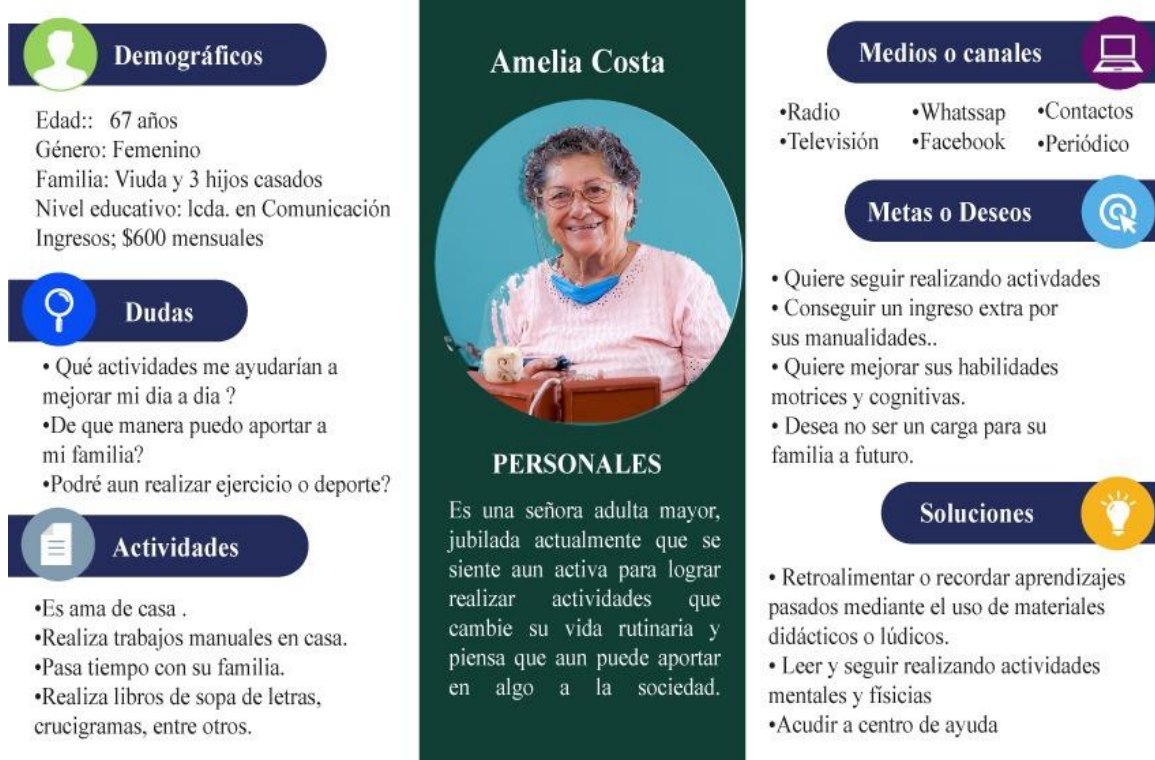 Demográficos
Edad:: 67 años
Género: Femenino
Familia: Viuda y 3 hijos casados
Nivel educativo: lcda. en Comunicación
Ingresos; $600 mensuales
Dudas
• Qué actividades me ayudarían a
mejorar mi dia a dia ?
•De que manera puedo aportar a
mi familia?
•Podré aun realizar ejercicio o deporte?
Actividades
•Es ama de casa .
•Realiza trabajos manuales en casa.
•Pasa tiempo con su familia.
•Realiza libros de sopa de letras,
crucigramas, entre otros.
Amelia Costa
PERSONALES
Es una señora adulta mayor,
jubilada actualmente que se
siente aun activa para lograr
realizar actividades que
cambie su vida rutinaria y
piensa que aun puede aportar
en algo a la sociedad.
Medios o canales
•Radio •Whatssap •Contactos
•Televisión •Facebook •Periódico
Metas o Deseos
• Quiere seguir realizando activdades
• Conseguir un ingreso extra por
sus manualidades..
• Quiere mejorar sus habilidades
motrices y cognitivas.
• Desea no ser un carga para su
familia a futuro.
Soluciones
• Retroalimentar o recordar aprendizajes
pasados mediante el uso de materiales
didácticos o lúdicos.
• Leer y seguir realizando actividades
mentales y físicias
•Acudir a centro de ayuda